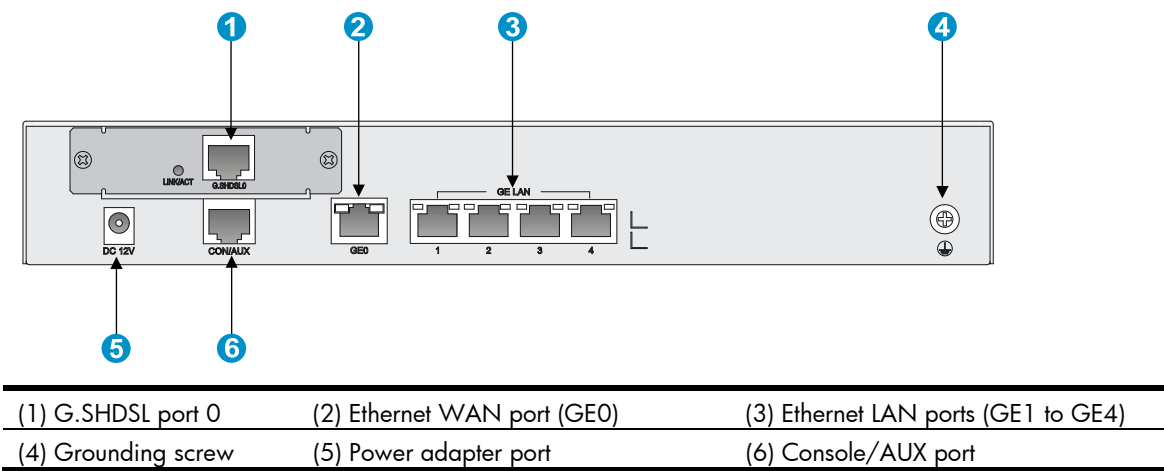 1 2 3 4
GE LAN
LINK/ACT G.SHDSL0
DC 12V CON/AUX GE0 1 2 3 4
5 6
(1) G.SHDSL port 0 (2) Ethernet WAN port (GE0) (3) Ethernet LAN ports (GE1 to GE4)
(4) Grounding screw (5) Power adapter port (6) Console/AUX port